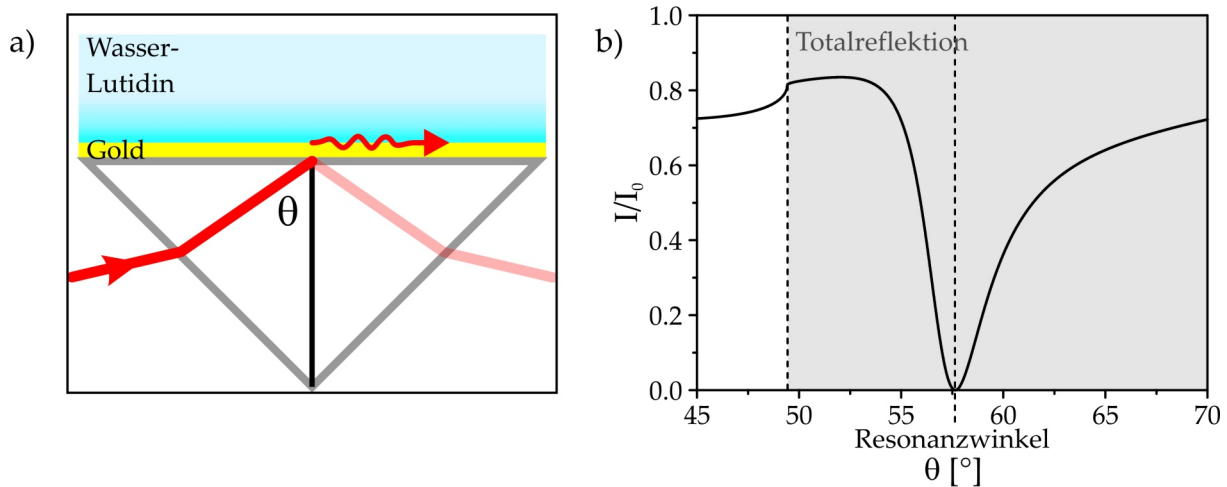 a)
Wasser-
Lutidin
Gold
θ
b)
Totalreflektion
I/I₀
1.0
0.8
0.6
0.4
0.2
0.0
45 50 55 60 65 70
Resonanzwinkel
θ [°]